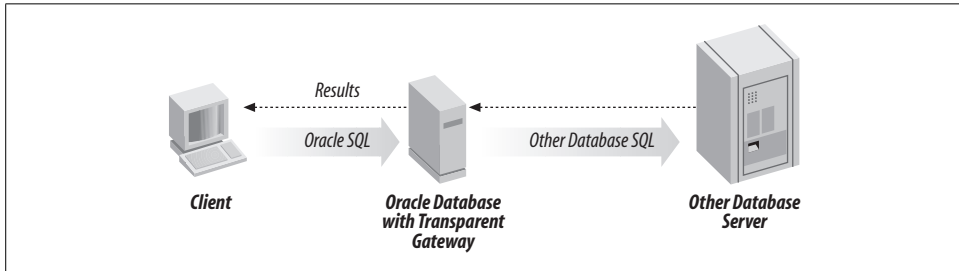 Results
Oracle SQL
Other Database SQL
Client
Oracle Database
with Transparent
Gateway
Other Database
Server